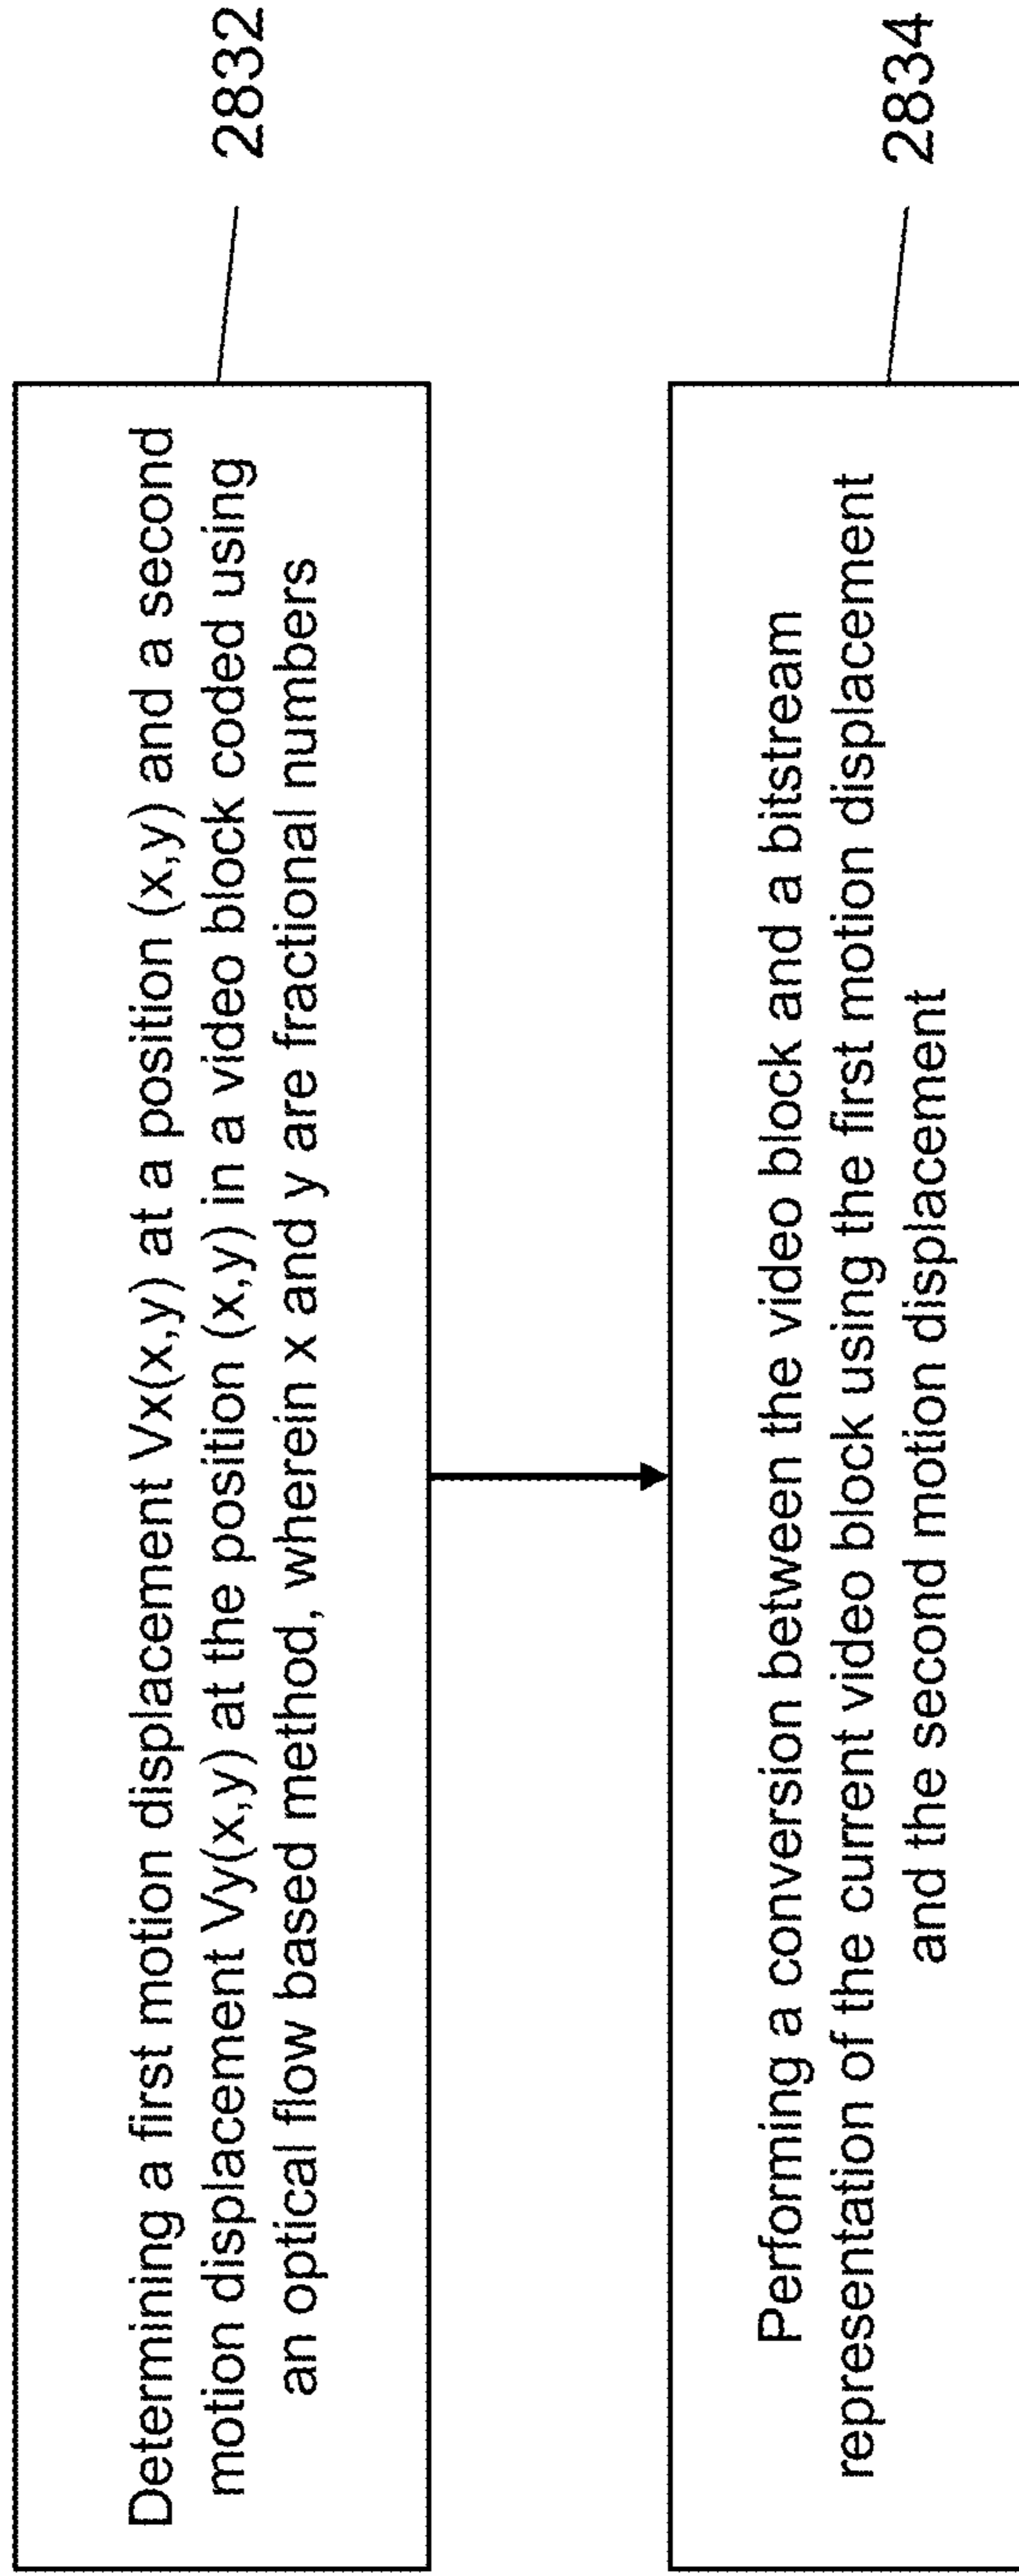 Determining a first motion displacement Vx(x,y) at a position (x,y) and a second
motion displacement Vy(x,y) at the position (x,y) in a video block coded using
an optical flow based method, wherein x and y are fractional numbers
2832
Performing a conversion between the video block and a bitstream
representation of the current video block using the first motion displacement
and the second motion displacement
2834